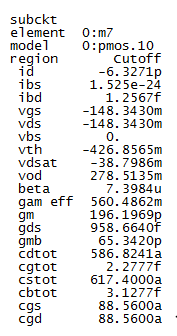 subckt
element 0:m7
model 0:pmos.10
region Cutoff
id -6.3271p
ibs 1.525e-24
ibd 1.2567f
vgs -148.3430m
vds -148.3430m
vbs 0.
vth -426.8565m
vdsat -38.7986m
vod 278.5135m
beta 7.3984u
gam eff 560.4862m
gm 196.1969p
gds 958.6640f
gmb 65.3420p
cdtot 586.8241a
cgtot 2.2777f
cstot 617.4000a
cbtot 3.1277f
cgs 88.5600a
cgd 88.5600a